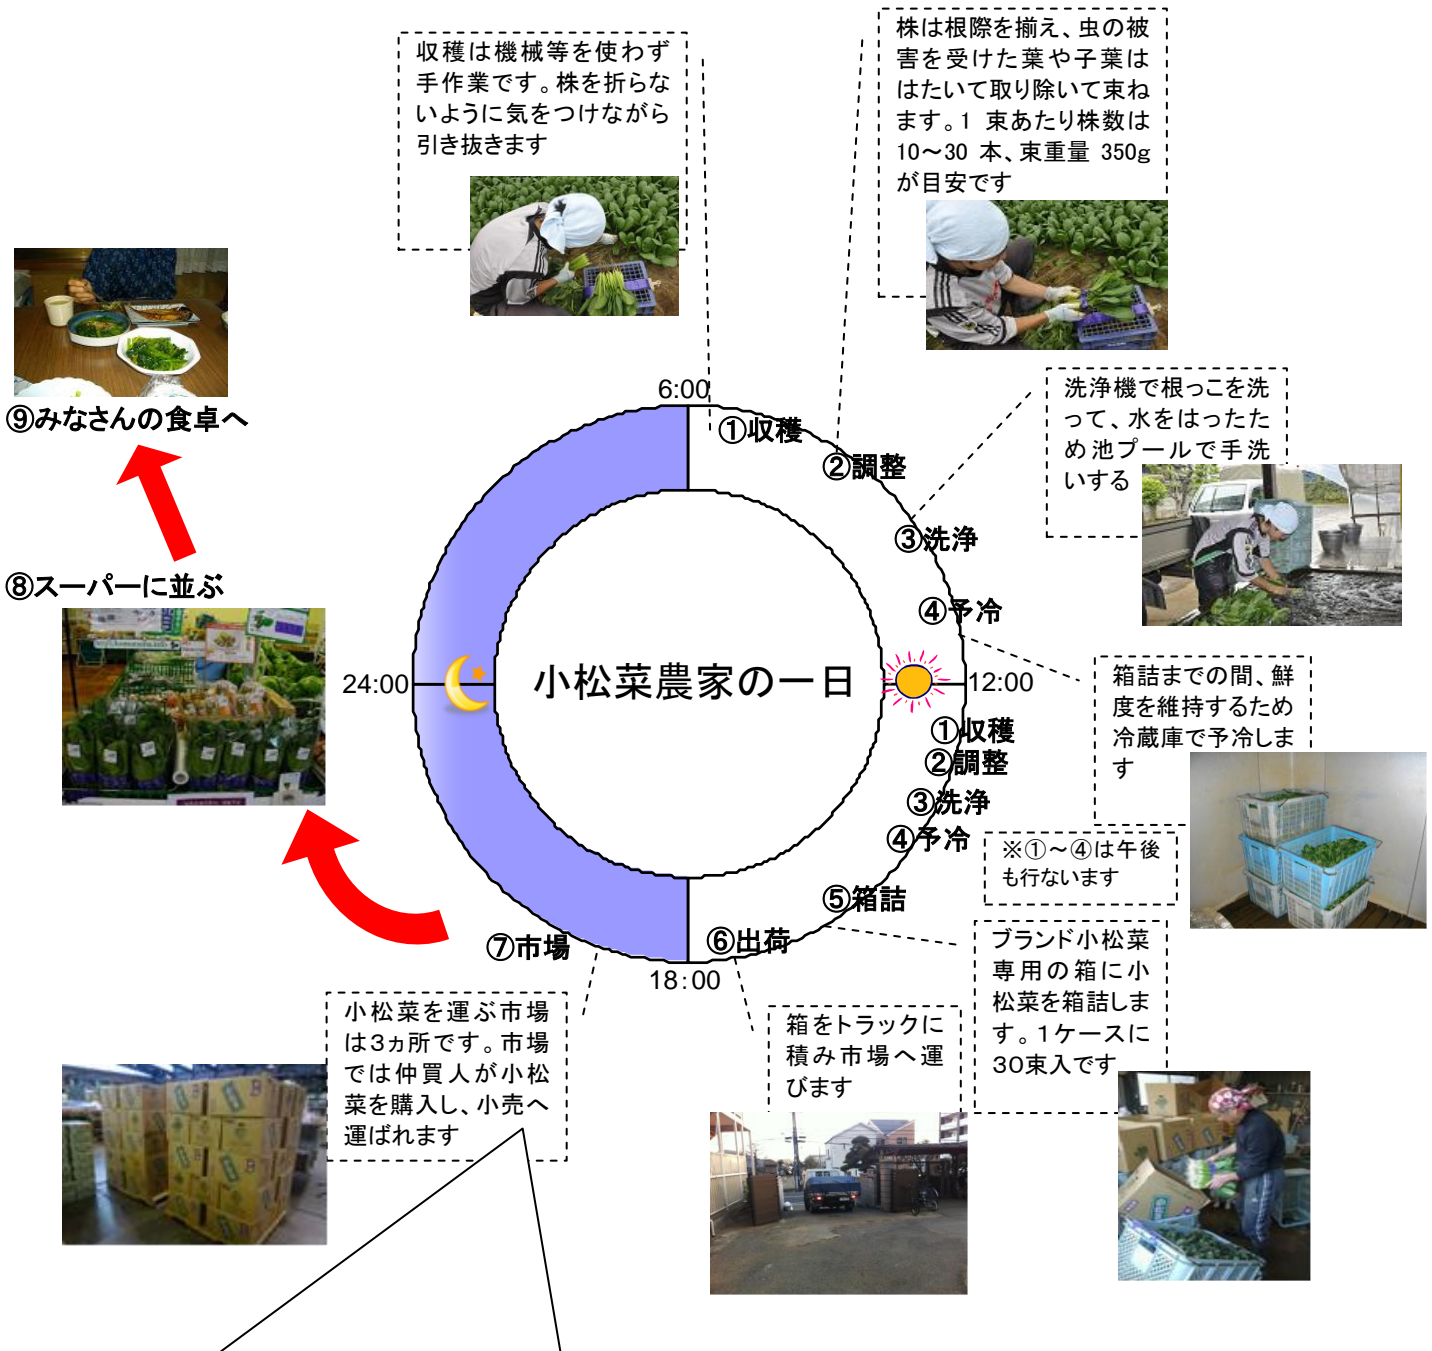 収穫は機械等を使わず
手作業です。株を折らな
いように気をつけながら
引き抜きます
株は根際を揃え、虫の被
害を受けた葉や子葉は
はたいて取り除いて束ね
ます。1 束あたり株数は
10～30 本、束重量 350g
が目安です
⑨みなさんの食卓へ
6:00
①収穫
②調整
洗浄機で根っこを洗
って、水をはったた
め池プールで手洗
いする
③洗浄
⑧スーパーに並ぶ
④予冷
24:00
小松菜農家の一日
12:00
箱詰までの間、鮮
度を維持するため
冷蔵庫で予冷しま
す
①収穫
②調整
③洗浄
④予冷
※①～④は午後
も行ないます
⑤箱詰
⑥出荷
⑦市場
18:00
ブランド小松菜
専用の箱に小
松菜を箱詰しま
す。1ケースに
30束入です
小松菜を運ぶ市場
は3ヵ所です。市場
では仲買人が小松
菜を購入し、小売へ
運ばれます
箱をトラックに
積み市場へ運
びます